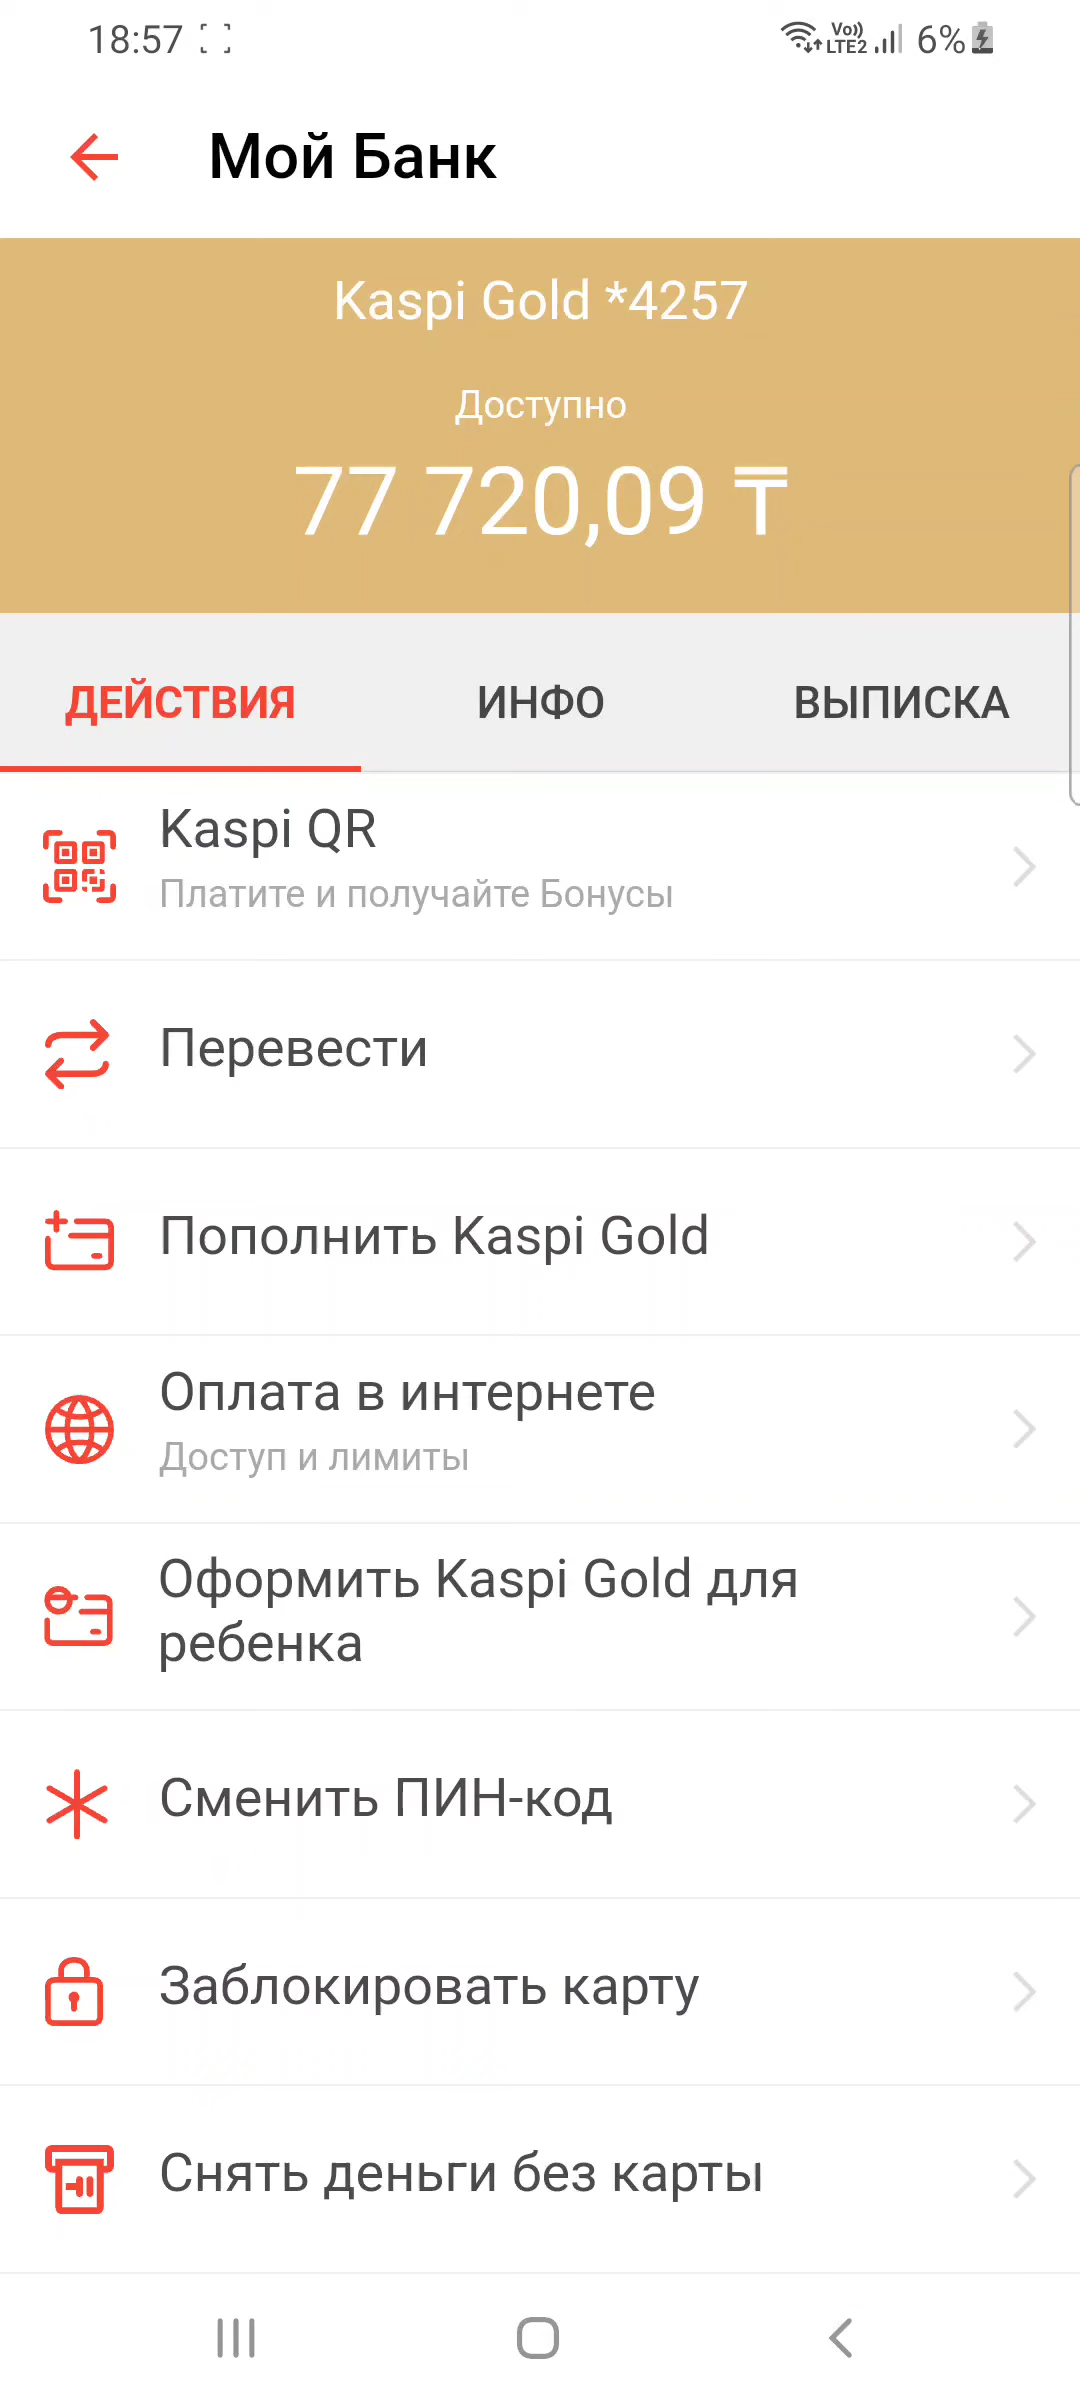 18:57
Vo)) LTE2 6%
Мой Банк
Kaspi Gold *4257
Доступно
77 720,09 ₸
ДЕЙСТВИЯ ИНФО ВЫПИСКА
Kaspi QR
Платите и получайте Бонусы
Перевести
Пополнить Kaspi Gold
Оплата в интернете
Доступ и лимиты
Оформить Kaspi Gold для
ребенка
Сменить ПИН-код
Заблокировать карту
Снять деньги без карты